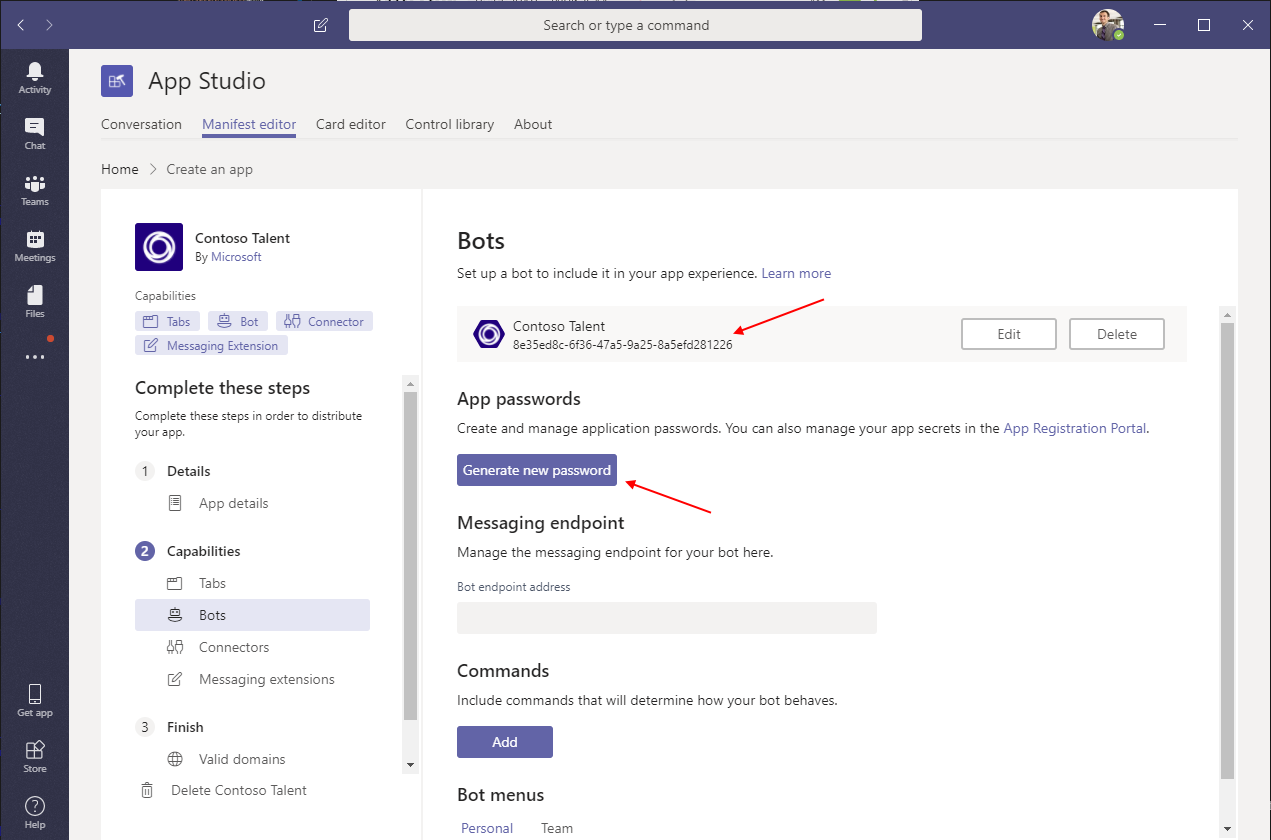 Search or type a command
Activity
Chat
Teams
Meetings
Files
Get app
Store
Help
App Studio
Conversation Manifest editor Card editor Control library About
Home Create an app
Contoso Talent
By Microsoft
Capabilities
Tabs Bot Connector
Messaging Extension
Complete these steps
Complete these steps in order to distribute
your app.
1 Details
App details
2 Capabilities
Tabs
Bots
Connectors
Messaging extensions
3 Finish
Valid domains
Delete Contoso Talent
Bots
Set up a bot to include it in your app experience. Learn more
Contoso Talent
8e35ed8c-6f36-47a5-9a25-8a5efd281226
Edit Delete
App passwords
Create and manage application passwords. You can also manage your app secrets in the App Registration Portal.
Generate new password
Messaging endpoint
Manage the messaging endpoint for your bot here.
Bot endpoint address
Commands
Include commands that will determine how your bot behaves.
Add
Bot menus
Personal Team